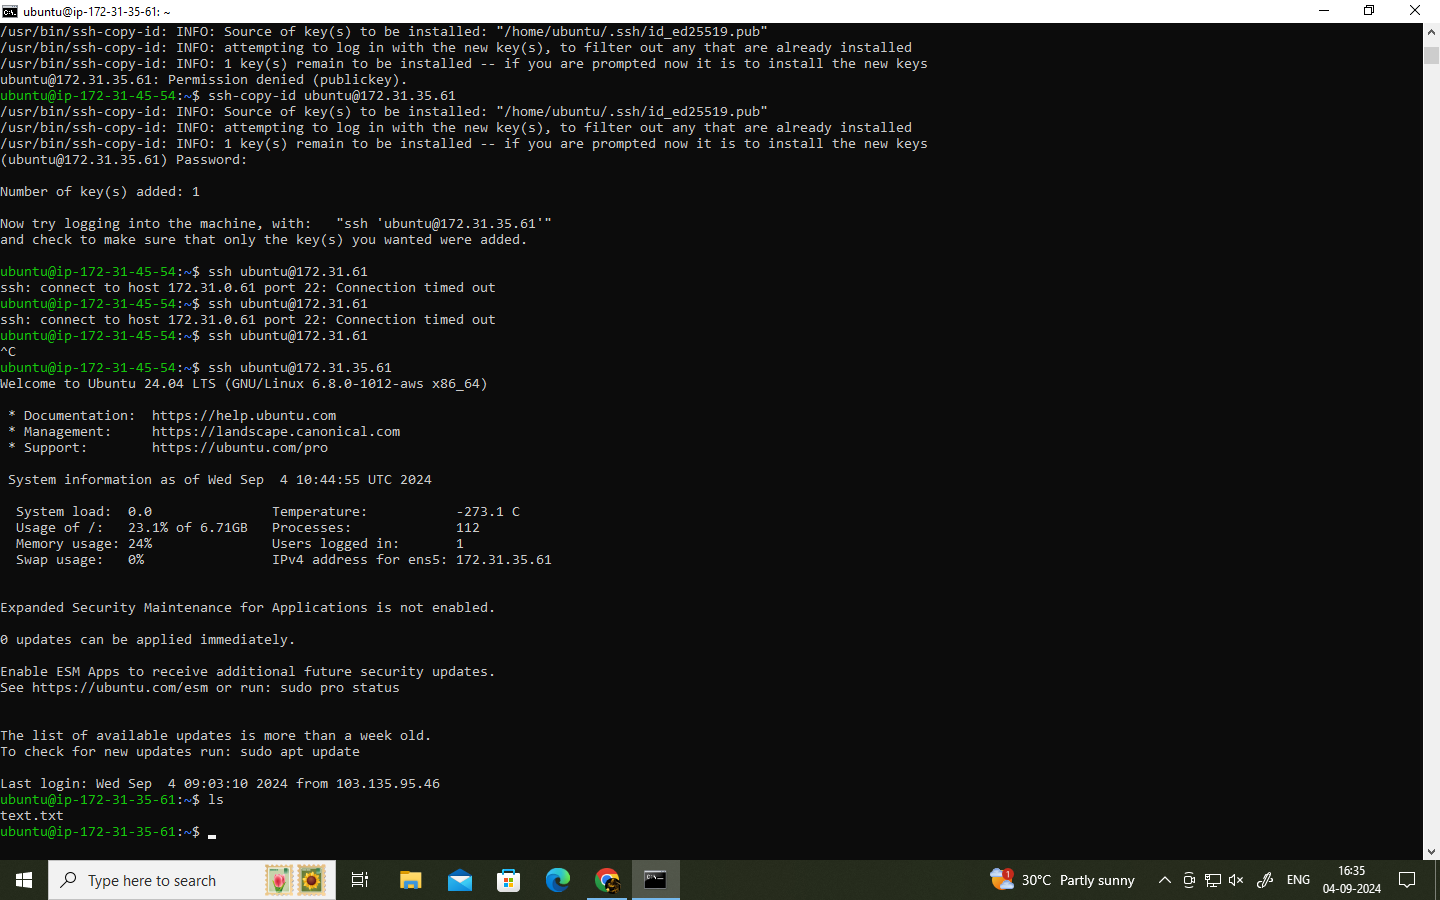 ubuntu@ip-172-31-35-61: ~
/usr/bin/ssh-copy-id: INFO: Source of key(s) to be installed: "/home/ubuntu/.ssh/id_ed25519.pub"
/usr/bin/ssh-copy-id: INFO: attempting to log in with the new key(s), to filter out any that are already installed
/usr/bin/ssh-copy-id: INFO: 1 key(s) remain to be installed -- if you are prompted now it is to install the new keys
ubuntu@172.31.35.61: Permission denied (publickey).
ubuntu@ip-172-31-45-54:~$ ssh-copy-id ubuntu@172.31.35.61
/usr/bin/ssh-copy-id: INFO: Source of key(s) to be installed: "/home/ubuntu/.ssh/id_ed25519.pub"
/usr/bin/ssh-copy-id: INFO: attempting to log in with the new key(s), to filter out any that are already installed
/usr/bin/ssh-copy-id: INFO: 1 key(s) remain to be installed -- if you are prompted now it is to install the new keys
(ubuntu@172.31.35.61) Password:
Number of key(s) added: 1
Now try logging into the machine, with:   "ssh 'ubuntu@172.31.35.61'"
and check to make sure that only the key(s) you wanted were added.
ubuntu@ip-172-31-45-54:~$ ssh ubuntu@172.31.61
ssh: connect to host 172.31.0.61 port 22: Connection timed out
ubuntu@ip-172-31-45-54:~$ ssh ubuntu@172.31.61
ssh: connect to host 172.31.0.61 port 22: Connection timed out
ubuntu@ip-172-31-45-54:~$ ssh ubuntu@172.31.61
^C
ubuntu@ip-172-31-45-54:~$ ssh ubuntu@172.31.35.61
Welcome to Ubuntu 24.04 LTS (GNU/Linux 6.8.0-1012-aws x86_64)
* Documentation:  https://help.ubuntu.com
* Management:     https://landscape.canonical.com
* Support:        https://ubuntu.com/pro
System information as of Wed Sep  4 10:44:55 UTC 2024
System load:  0.0               Temperature:           -273.1 C
Usage of /:   23.1% of 6.71GB   Processes:             112
Memory usage: 24%               Users logged in:       1
Swap usage:   0%                IPv4 address for ens5: 172.31.35.61
Expanded Security Maintenance for Applications is not enabled.
0 updates can be applied immediately.
Enable ESM Apps to receive additional future security updates.
See https://ubuntu.com/esm or run: sudo pro status
The list of available updates is more than a week old.
To check for new updates run: sudo apt update
Last login: Wed Sep  4 09:03:10 2024 from 103.135.95.46
ubuntu@ip-172-31-35-61:~$ ls
text.txt
ubuntu@ip-172-31-35-61:~$
Type here to search
1
30°C  Partly sunny
ENG
16:35
04-09-2024